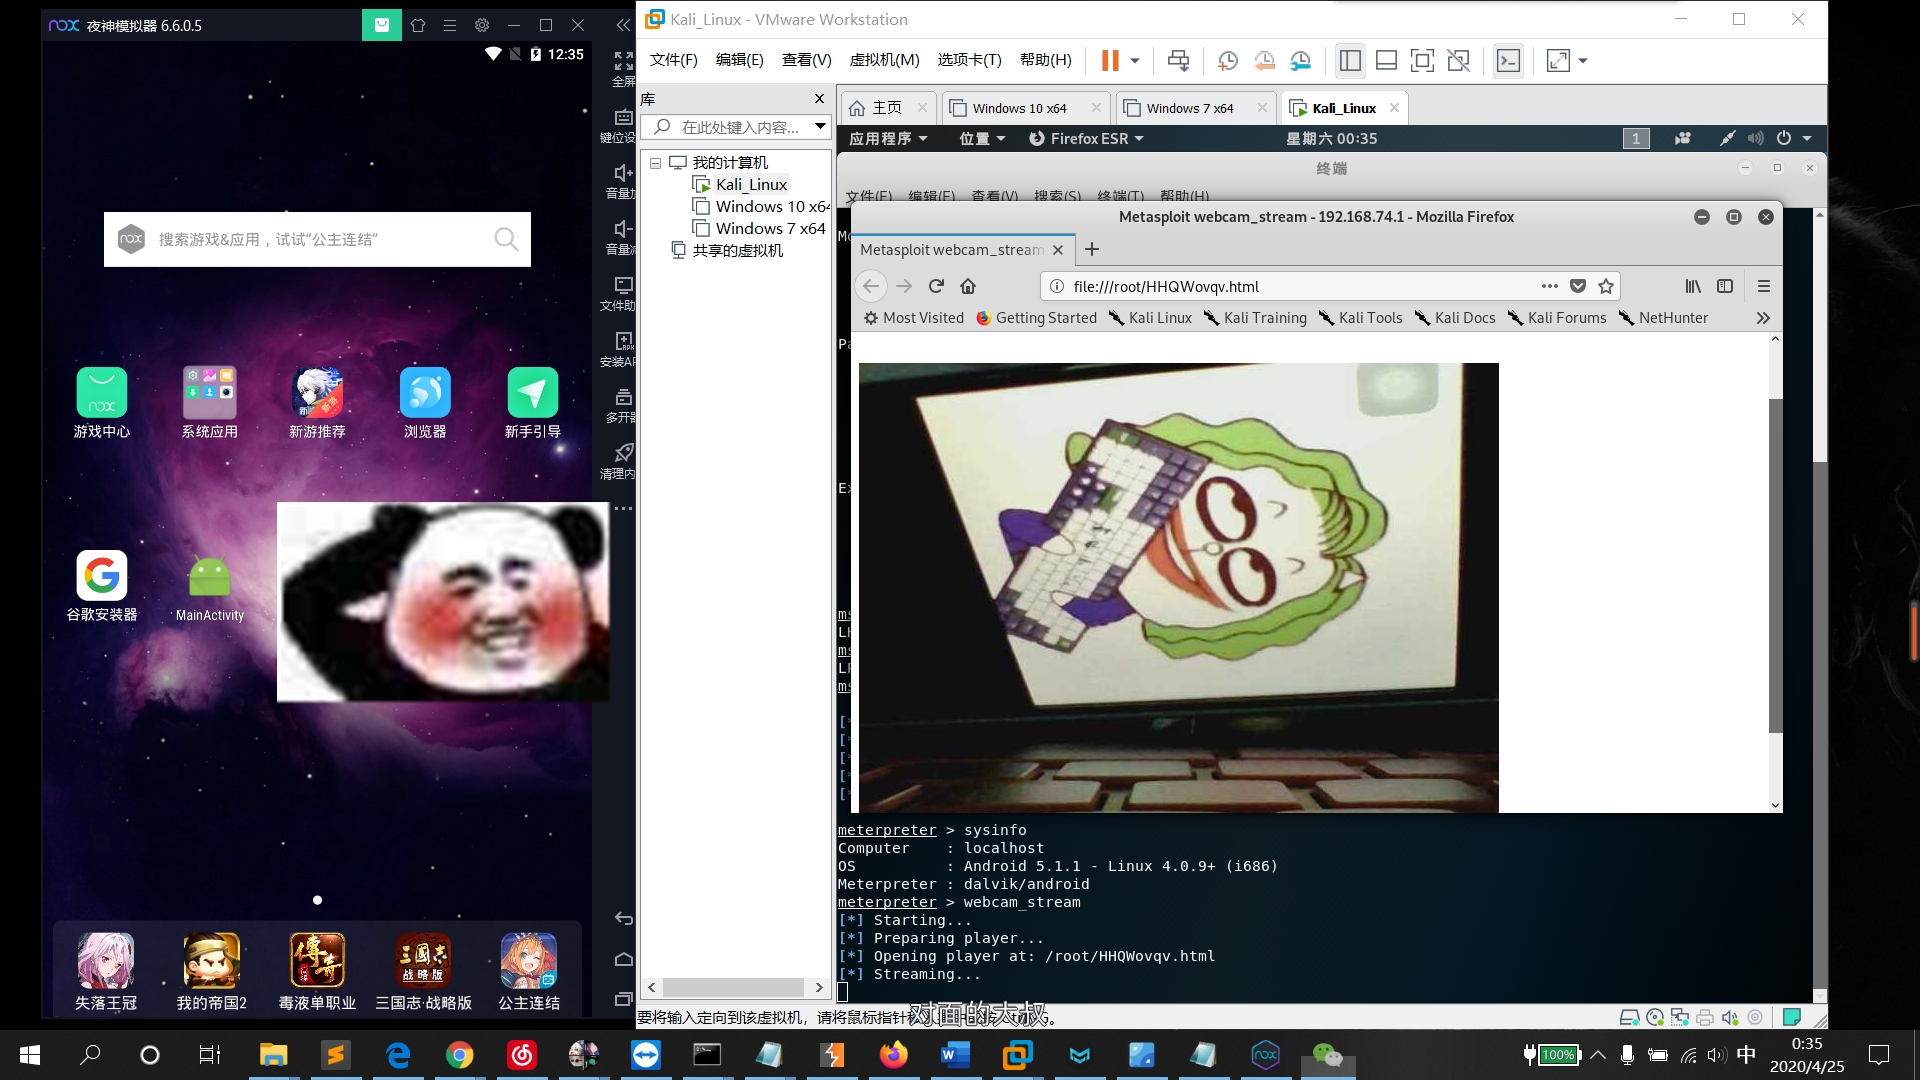 nox 夜神模拟器 6.6.0.5
12:35
搜索游戏&应用，试试“公主连结”
游戏中心
系统应用
新游推荐
浏览器
新手引导
谷歌安装器
MainActivity
失落王冠
我的帝国2
毒液单职业
三国志·战略版
公主连结
全屏
键位设
音量加
音量减
文件助
安装AP
多开器
清理内
Kali_Linux - VMware Workstation
文件(F) 编辑(E) 查看(V) 虚拟机(M) 选项卡(T) 帮助(H)
库
在此处键入内容...
我的计算机
Kali_Linux
Windows 10 x64
Windows 7 x64
共享的虚拟机
主页
Windows 10 x64
Windows 7 x64
Kali_Linux
应用程序 位置 Firefox ESR 星期六 00:35 1
终端
文件(F) 编辑(E) 查看(V) 搜索(S) 终端(T) 帮助(H)
Metasploit webcam_stream - 192.168.74.1 - Mozilla Firefox
Metasploit webcam_stream
file:///root/HHQWovqv.html
Most Visited Getting Started Kali Linux Kali Training Kali Tools Kali Docs Kali Forums NetHunter
meterpreter > sysinfo
Computer : localhost
OS : Android 5.1.1 - Linux 4.0.9+ (i686)
Meterpreter : dalvik/android
meterpreter > webcam_stream
[*] Starting...
[*] Preparing player...
[*] Opening player at: /root/HHQWovqv.html
[*] Streaming...
对面的大叔
要将输入定向到该虚拟机，请将鼠标指针
100%
中
0:35
2020/4/25